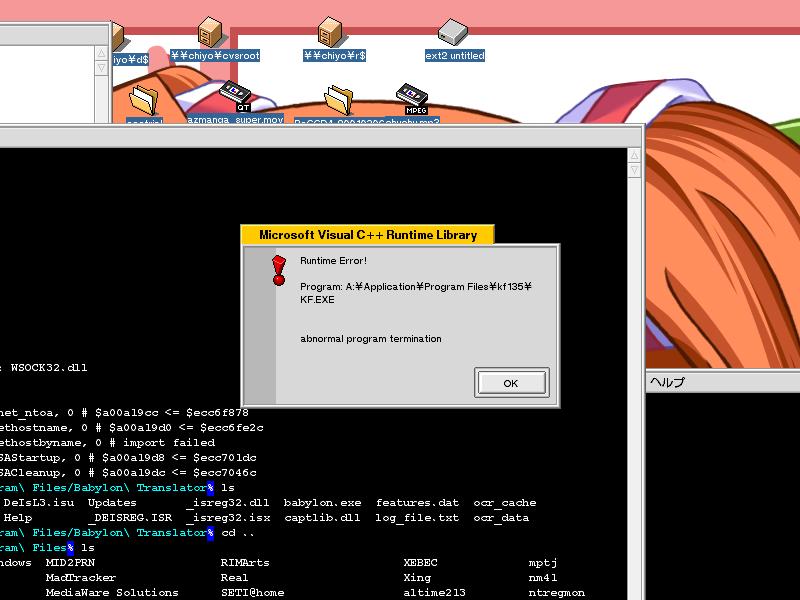 iyo¥d$
¥¥chiyo¥cvsroot
¥¥chiyo¥r$
ext2 untitled
QT
MPEG
azmanga_super.mov
Microsoft Visual C++ Runtime Library
Runtime Error!
Program: A:¥Application¥Program Files¥kf135¥
KF.EXE
abnormal program termination
OK
ヘルプ
: WSOCK32.dll
net_ntoa, 0 # $a00a19cc <= $ecc6f878
ethostname, 0 # $a00a19d0 <= $ecc6fe2c
ethostbyname, 0 # import failed
SAStartup, 0 # $a00a19d8 <= $ecc701dc
SACleanup, 0 # $a00a19dc <= $ecc7046c
ram\ Files/Babylon\ Translator% ls
DeIsL3.isu Updates _isreg32.dll babylon.exe features.dat ocr_cache
Help _DEISREG.ISR _isreg32.isx captlib.dll log_file.txt ocr_data
ram\ Files/Babylon\ Translator% cd ..
ram\ Files% ls
ndows MID2PRN RIMArts XEBEC mptj
MadTracker Real Xing nm41
MediaWare Solutions SETI@home altime213 ntregmon